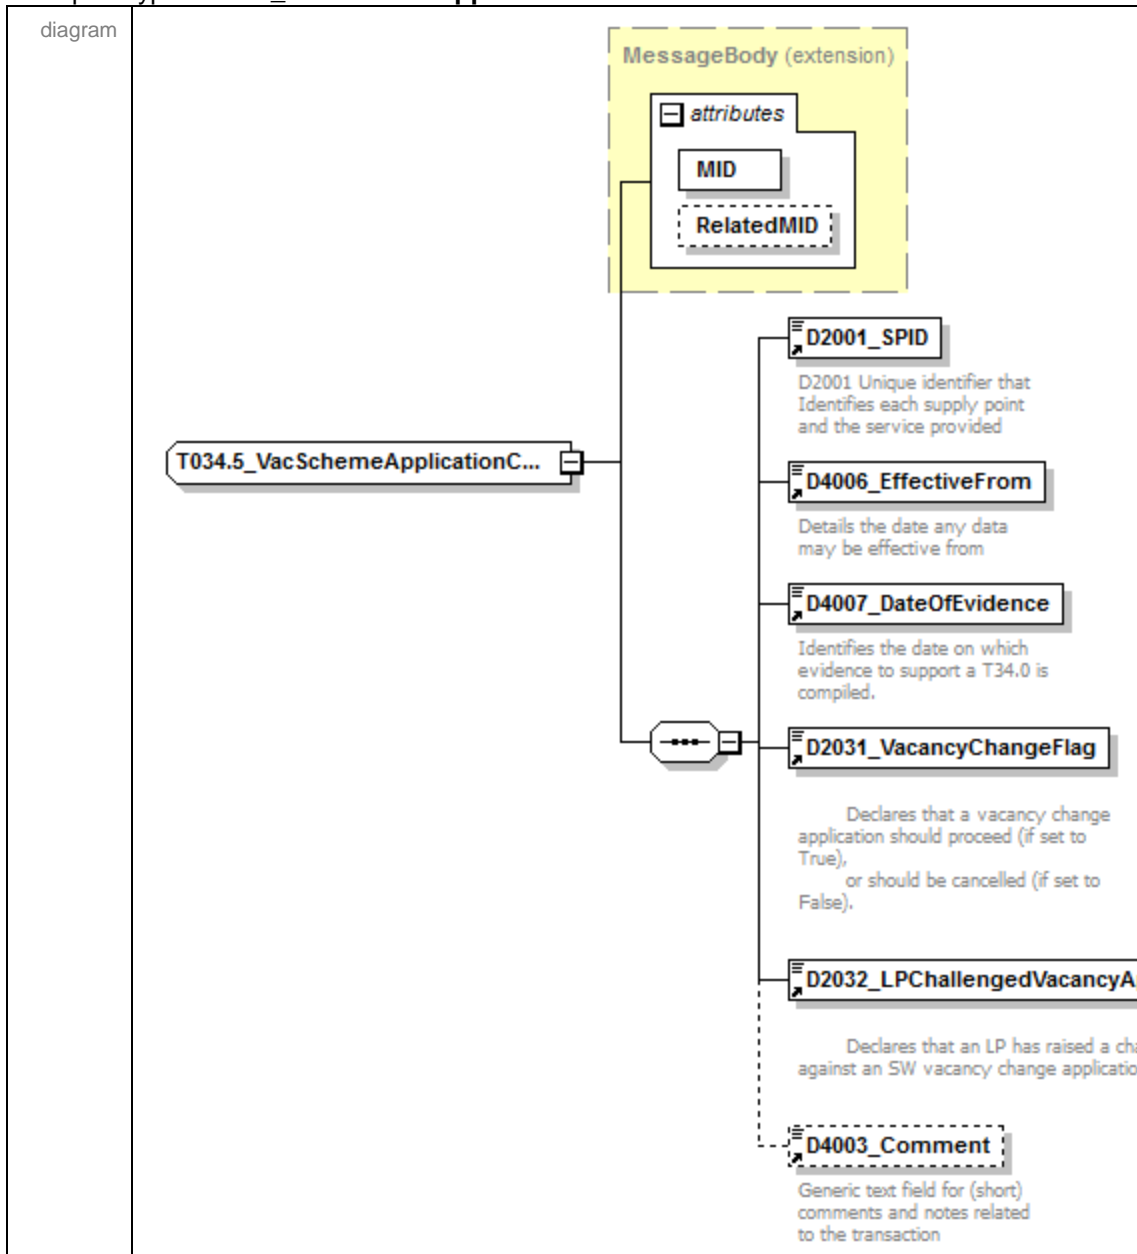 diagram
MessageBody (extension)
attributes
MID
RelatedMID
D2001_SPID
D2001 Unique identifier that
Identifies each supply point
and the service provided
T034.5_VacSchemeApplicationC...
D4006_EffectiveFrom
Details the date any data
may be effective from
D4007_DateOfEvidence
Identifies the date on which
evidence to support a T34.0 is
compiled.
D2031_VacancyChangeFlag
Declares that a vacancy change
application should proceed (if set to
True),
or should be cancelled (if set to
False).
D2032_LPChallengedVacancyA
Declares that an LP has raised a cha
against an SW vacancy change applicatio
D4003_Comment
Generic text field for (short)
comments and notes related
to the transaction